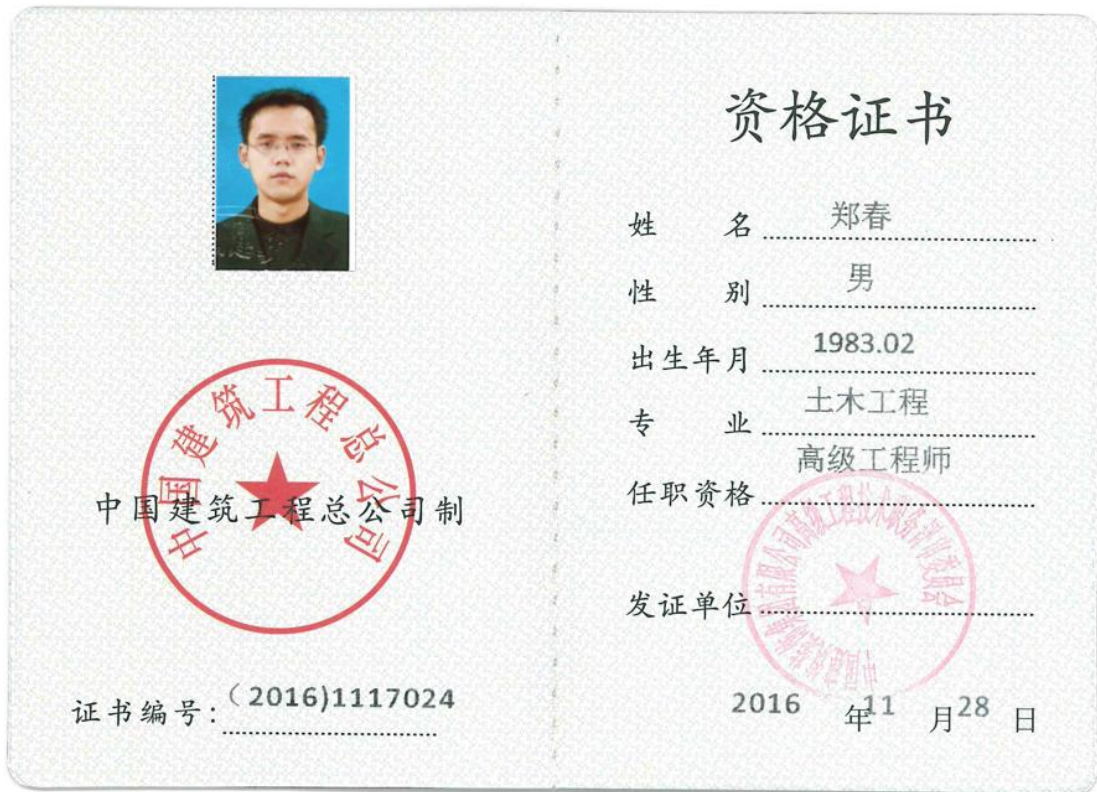 中国建筑工程总公司
中国建筑工程总公司制
证书编号:(2016)1117024
资格证书
姓 名 郑春
性 别 男
出生年月 1983.02
专 业 土木工程
任职资格 高级工程师
发证单位
2016 年 11 月 28 日